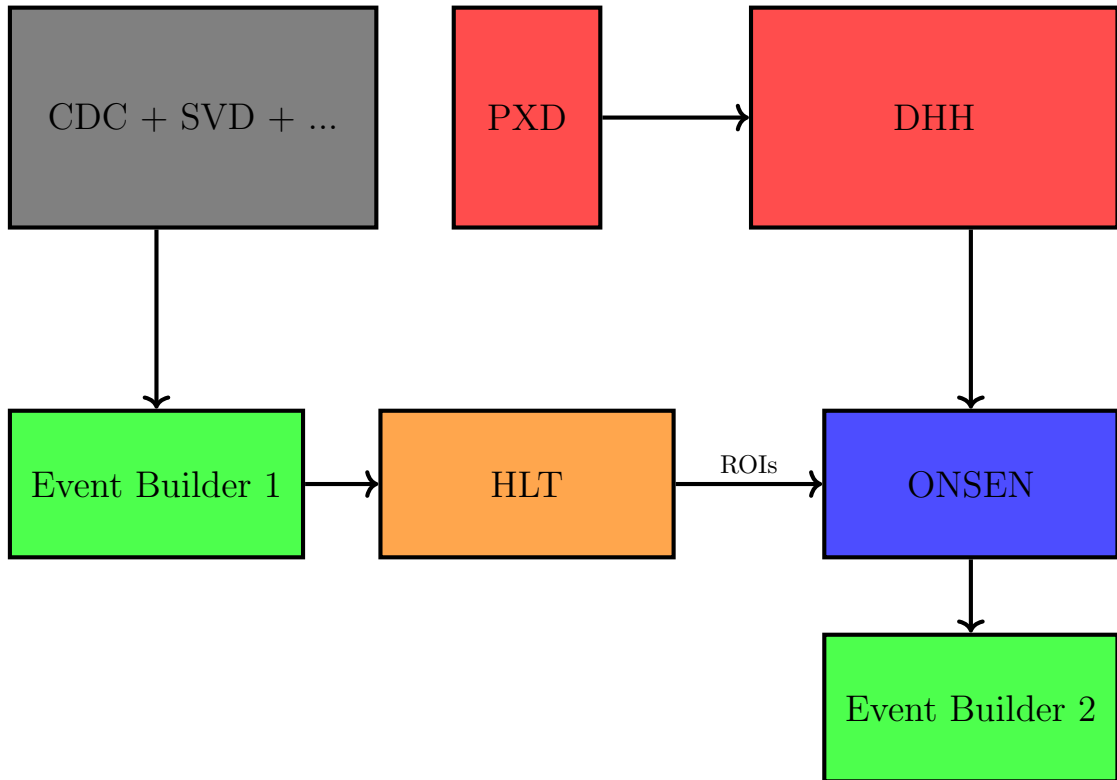 CDC + SVD + ...
PXD
DHH
Event Builder 1
HLT
ROIs
ONSEN
Event Builder 2